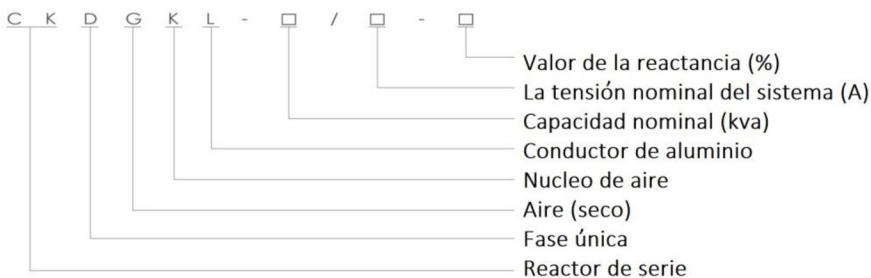 C K D G K L - □ / □ - □
Valor de la reactancia (%)
La tensión nominal del sistema (A)
Capacidad nominal (kva)
Conductor de aluminio
Nucleo de aire
Aire (seco)
Fase única
Reactor de serie